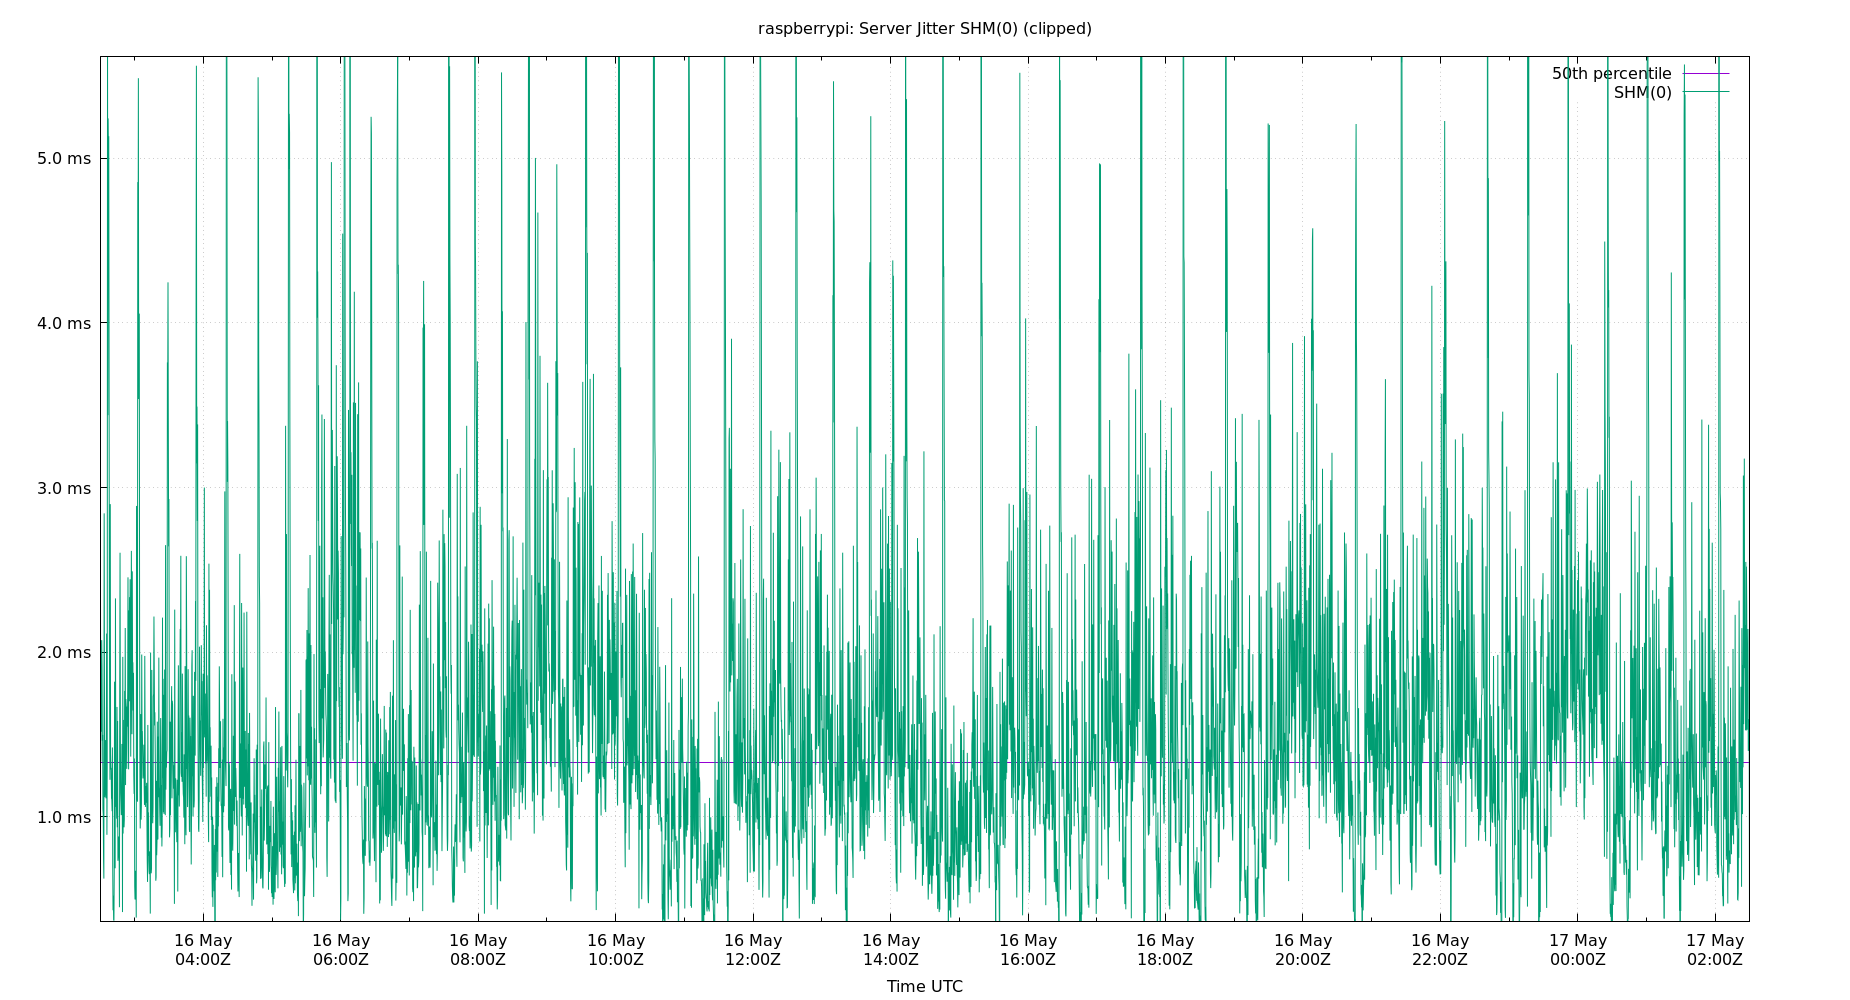 raspberrypi: Server Jitter SHM(0) (clipped)
50th percentile
SHM(0)
5.0 ms
4.0 ms
3.0 ms
2.0 ms
1.0 ms
16 May 16 May 16 May 16 May 16 May 16 May 16 May 16 May 16 May 16 May 17 May 17 May
04:00Z 06:00Z 08:00Z 10:00Z 12:00Z 14:00Z 16:00Z 18:00Z 20:00Z 22:00Z 00:00Z 02:00Z
Time UTC